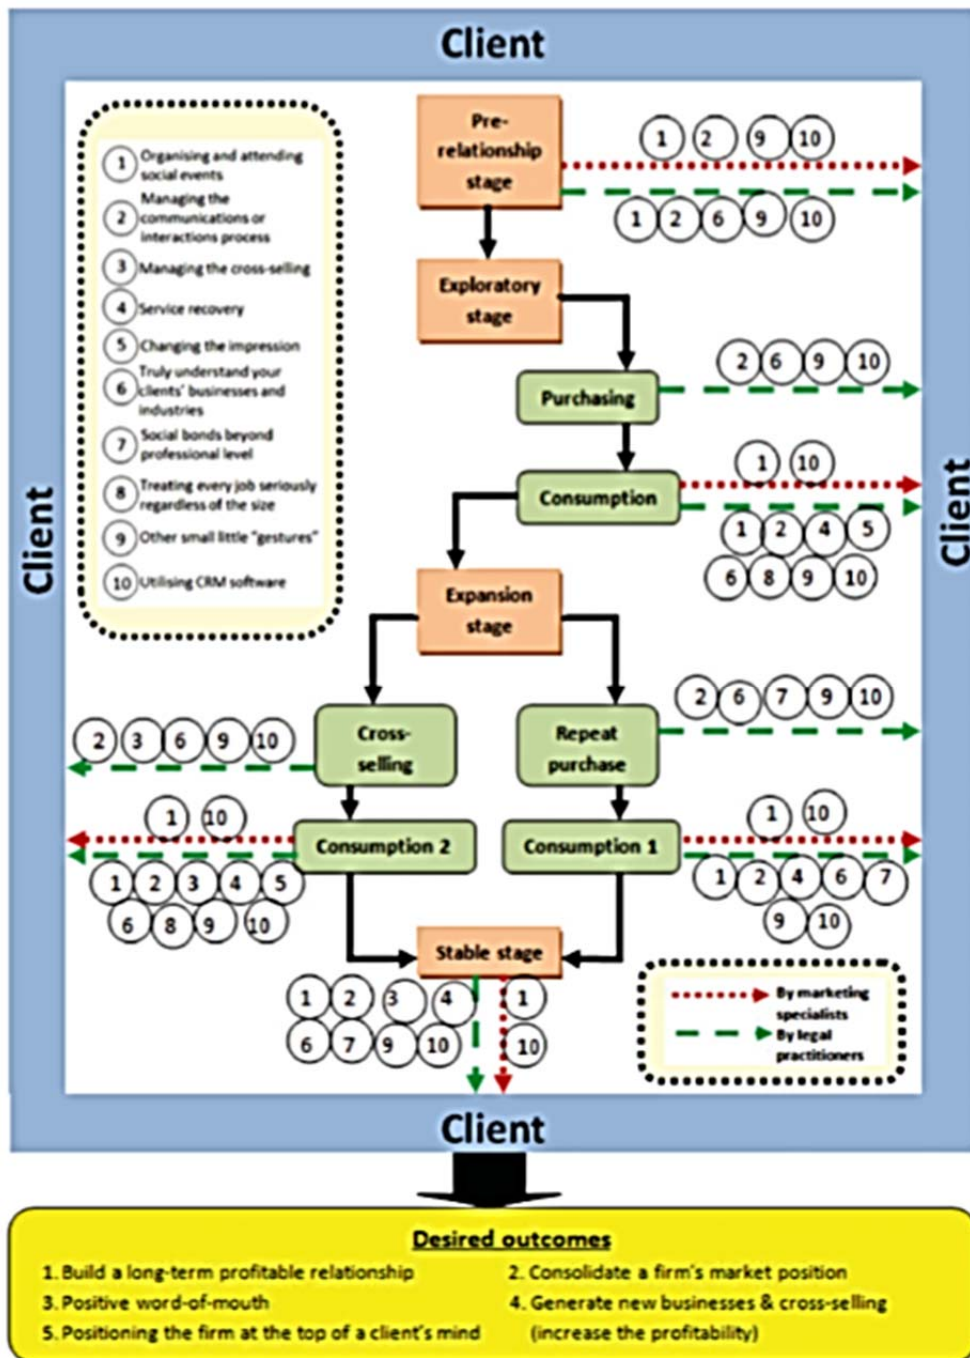 Client
Pre-
relationship
stage
1 2 9 10
1 2 6 9 10
1 Organising and attending
social events
2 Managing the
communications or
interactions process
3 Managing the cross-selling
4 Service recovery
5 Changing the impression
6 Truly understand your
clients' businesses and
industries
7 Social bonds beyond
professional level
8 Treating every job seriously
regardless of the size
9 Other small little "gestures"
10 Utilising CRM software
Exploratory
stage
2 6 9 10
Purchasing
1 10
Consumption
1 2 4 5
6 8 9 10
Client
Client
Expansion
stage
2 6 7 9 10
2 3 6 9 10
Cross-
selling
Repeat
purchase
1 10
Consumption 2
Consumption 1
1 10
1 2 3 4 5
6 8 9 10
1 2 4 6 7
9 10
Stable stage
1 2 3 4
6 7 9 10
1
10
By marketing
specialists
By legal
practitioners
Client
Desired outcomes
1. Build a long-term profitable relationship
2. Consolidate a firm's market position
3. Positive word-of-mouth
4. Generate new businesses & cross-selling
(increase the profitability)
5. Positioning the firm at the top of a client's mind